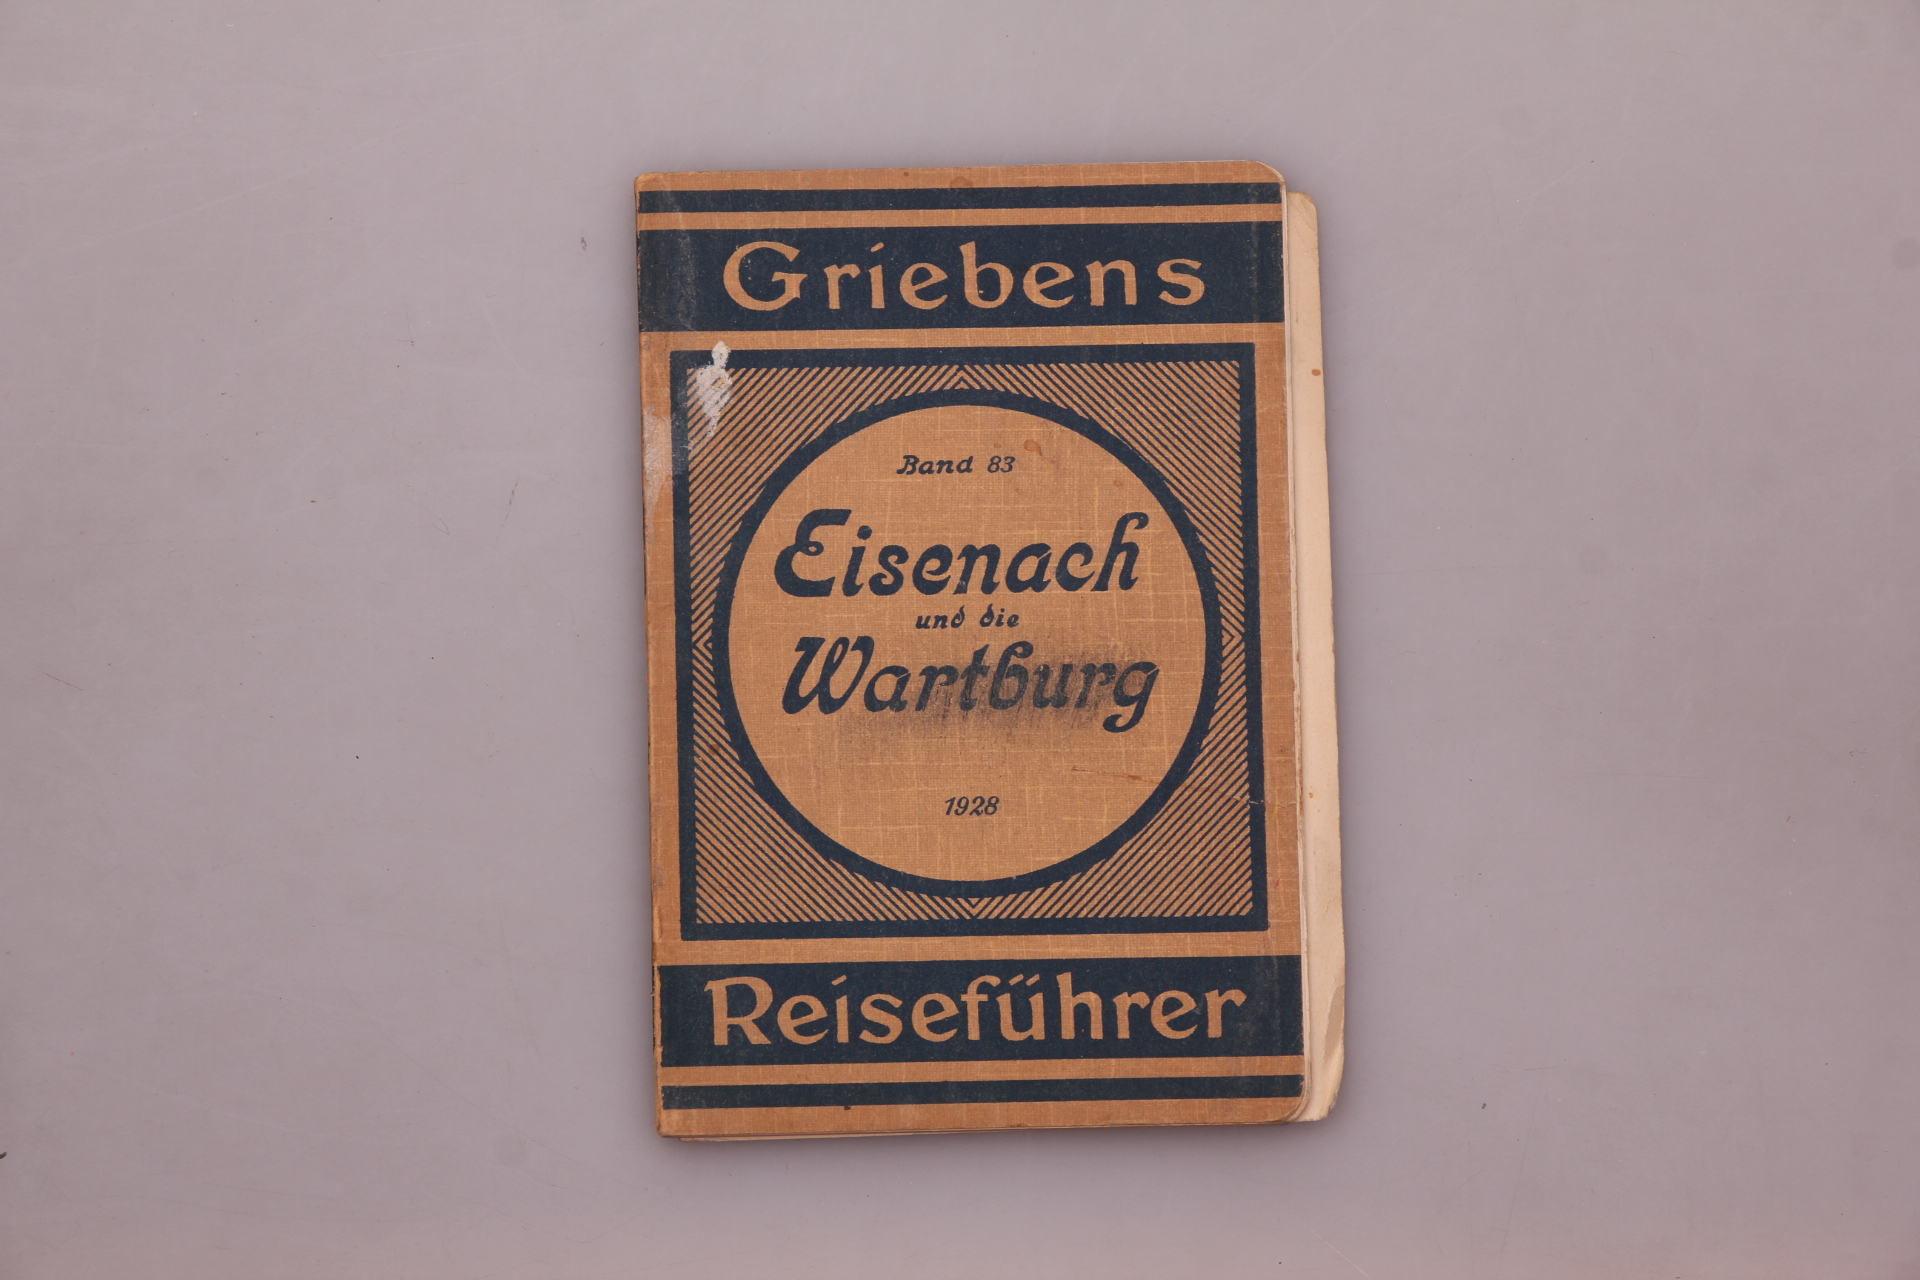 Griebens
Band 83
Eisenach
und die
Wartburg
1928
Reiseführer